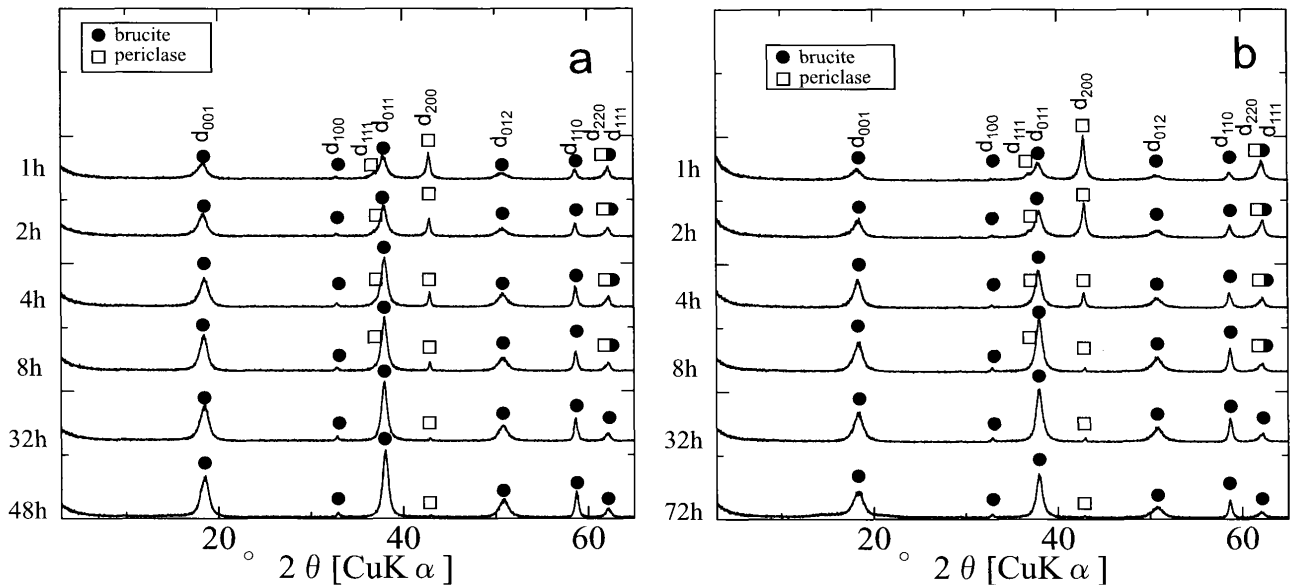 ● brucite
□ periclase
a
d001
d100
d111
d011
d200
d012
d110
d220
d111
1h
2h
4h
8h
32h
48h
20
40
60
° 2 θ [CuK α ]
● brucite
□ periclase
b
d001
d100
d111
d011
d200
d012
d110
d220
d111
1h
2h
4h
8h
32h
72h
20
40
60
° 2 θ [CuK α ]